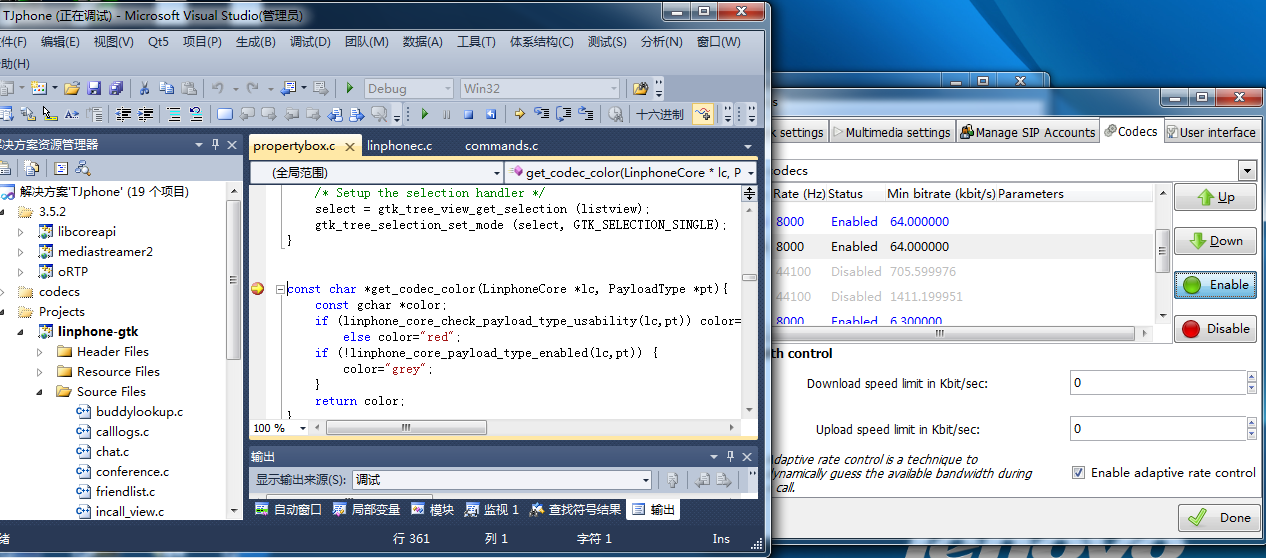 TJphone (正在调试) - Microsoft Visual Studio(管理员)
件(F) 编辑(E) 视图(V) Qt5 项目(P) 生成(B) 调试(D) 团队(M) 数据(A) 工具(T) 体系结构(C) 测试(S) 分析(N) 窗口(W)
助(H)
Debug Win32
十六进制
解决方案资源管理器
解决方案'TJphone' (19 个项目)
3.5.2
libcoreapi
mediastreamer2
oRTP
codecs
Projects
linphone-gtk
Header Files
Resource Files
Source Files
buddylookup.c
calllogs.c
chat.c
conference.c
friendlist.c
incall_view.c
propertybox.c linphonec.c commands.c
(全局范围) get_codec_color(LinphoneCore * lc, P
/* Setup the selection handler */
select = gtk_tree_view_get_selection (listview);
gtk_tree_selection_set_mode (select, GTK_SELECTION_SINGLE);
}
const char *get_codec_color(LinphoneCore *lc, PayloadType *pt){
const gchar *color;
if (linphone_core_check_payload_type_usability(lc,pt)) color=
else color="red";
if (!linphone_core_payload_type_enabled(lc,pt)) {
color="grey";
}
return color;
}
100 %
输出
显示输出来源(S): 调试
自动窗口 局部变量 模块 监视 1 查找符号结果 输出
绪 行 361 列 1 字符 1 Ins
s
k settings Multimedia settings Manage SIP Accounts Codecs User interface
odecs
Rate (Hz) Status Min bitrate (kbit/s) Parameters
8000 Enabled 64.000000
8000 Enabled 64.000000
44100 Disabled 705.599976
44100 Disabled 1411.199951
8000 Enabled 6.300000
Up
Down
Enable
Disable
th control
Download speed limit in Kbit/sec: 0
Upload speed limit in Kbit/sec: 0
Adaptive rate control is a technique to
dynamically guess the available bandwidth during
call.
Enable adaptive rate control
Done
lenovo